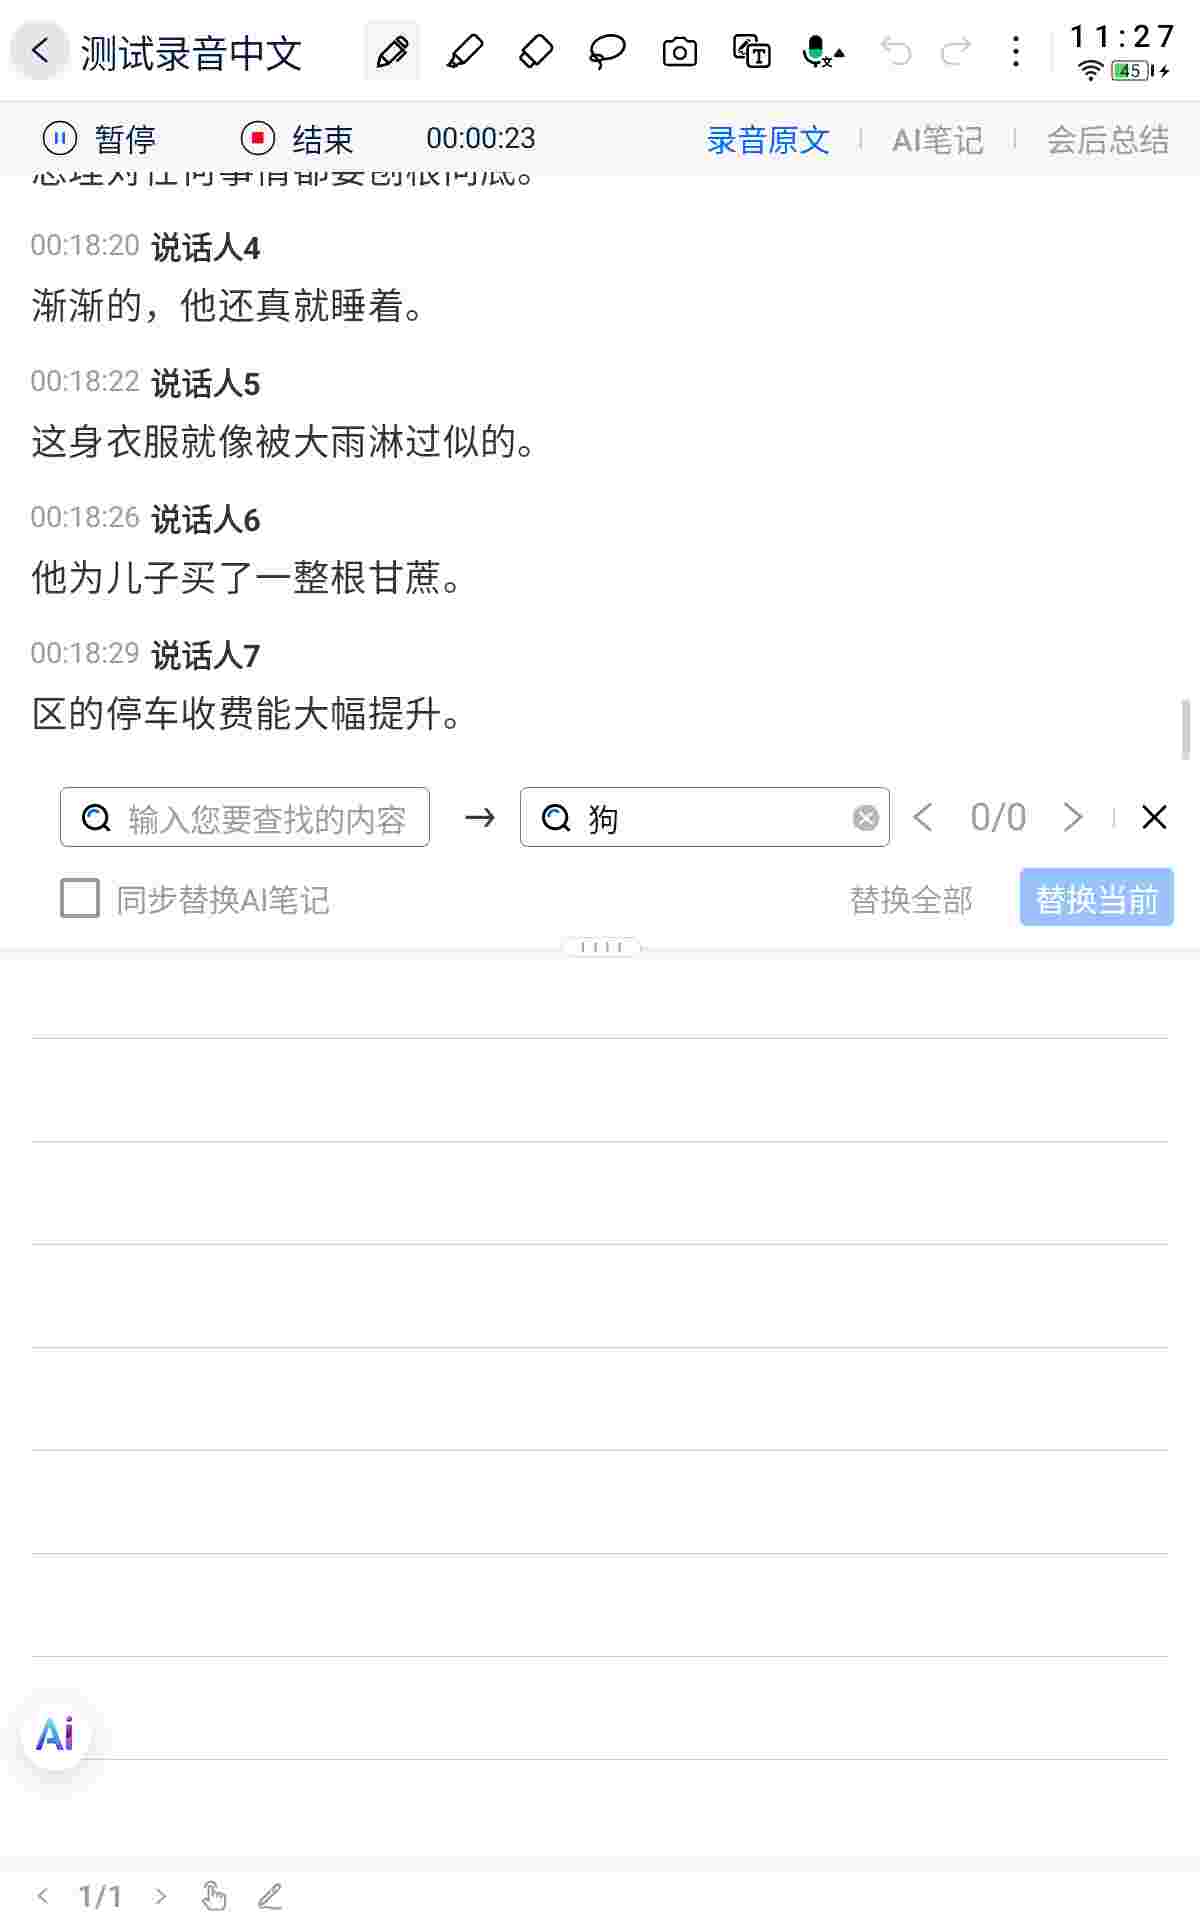 测试录音中文
11:27
45
暂停
结束
00:00:23
录音原文
AI笔记
会后总结
00:18:20 说话人4
渐渐的，他还真就睡着。
00:18:22 说话人5
这身衣服就像被大雨淋过似的。
00:18:26 说话人6
他为儿子买了一整根甘蔗。
00:18:29 说话人7
区的停车收费能大幅提升。
输入您要查找的内容
狗
0/0
同步替换AI笔记
替换全部
替换当前
Ai
1/1